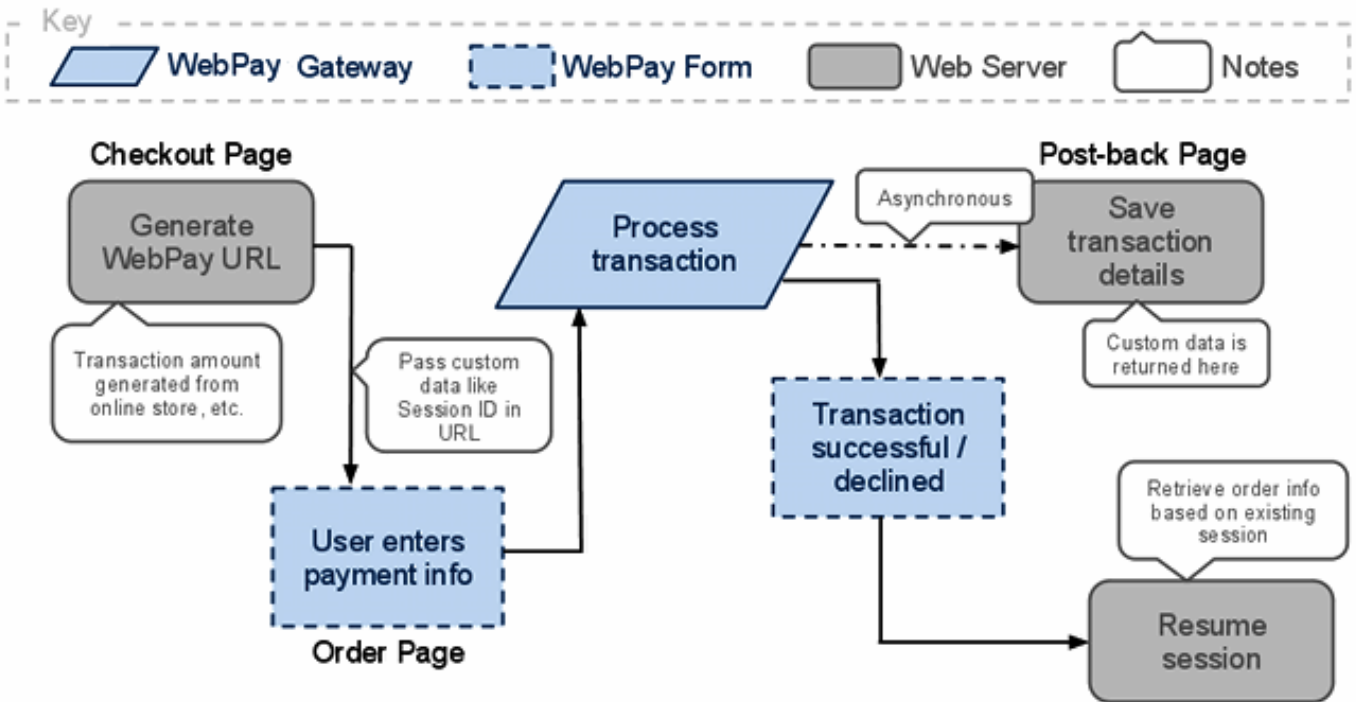 Key
WebPay Gateway
WebPay Form
Web Server
Notes
Checkout Page
Generate
WebPay URL
Transaction amount
generated from
online store, etc.
Pass custom
data like
Session ID in
URL
User enters
payment info
Order Page
Process
transaction
Asynchronous
Post-back Page
Save
transaction
details
Custom data is
returned here
Transaction
successful /
declined
Retrieve order info
based on existing
session
Resume
session